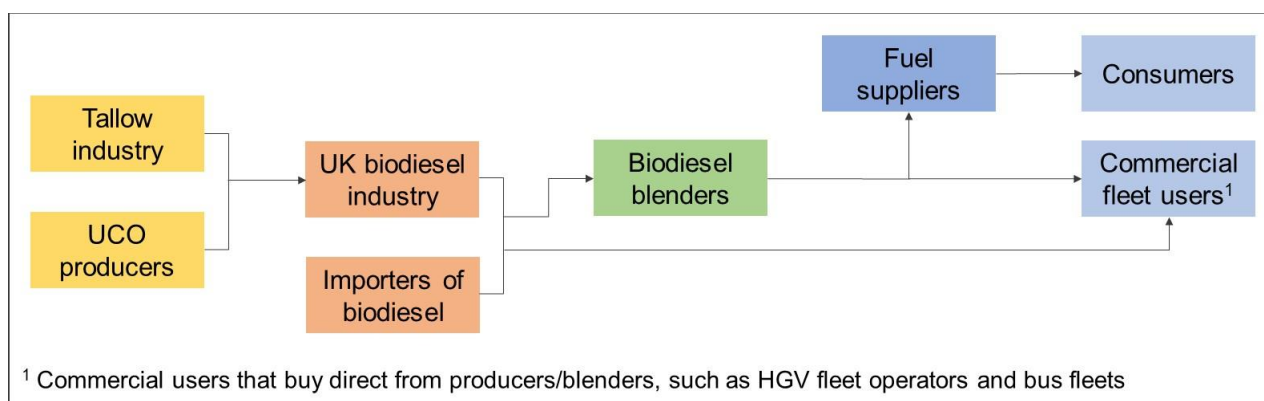 Tallow
industry
UCO
producers
UK biodiesel
industry
Importers of
biodiesel
Biodiesel
blenders
Fuel
suppliers
Consumers
Commercial
fleet users¹
¹ Commercial users that buy direct from producers/blenders, such as HGV fleet operators and bus fleets